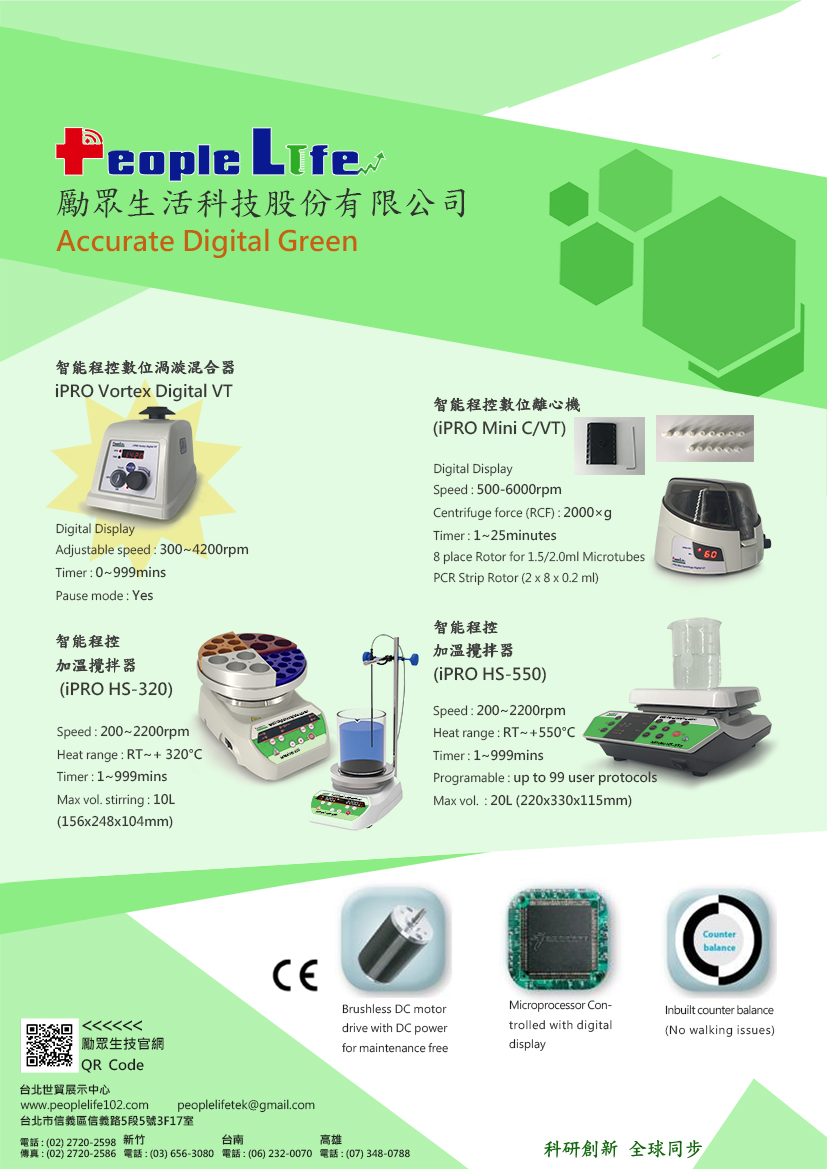 People Life
勵眾生活科技股份有限公司
Accurate Digital Green
智能程控數位渦漩混合器
iPRO Vortex Digital VT
Digital Display
Adjustable speed : 300~4200rpm
Timer : 0~999mins
Pause mode : Yes
智能程控數位離心機
(iPRO Mini C/VT)
Digital Display
Speed : 500-6000rpm
Centrifuge force (RCF) : 2000×g
Timer : 1~25minutes
8 place Rotor for 1.5/2.0ml Microtubes
PCR Strip Rotor (2 x 8 x 0.2 ml)
60
智能程控
加溫攪拌器
(iPRO HS-320)
Speed : 200~2200rpm
Heat range : RT~+ 320°C
Timer : 1~999mins
Max vol. stirring : 10L
(156x248x104mm)
智能程控
加溫攪拌器
(iPRO HS-550)
Speed : 200~2200rpm
Heat range : RT~+550°C
Timer : 1~999mins
Programable : up to 99 user protocols
Max vol. : 20L (220x330x115mm)
CE
Counter
balance
Brushless DC motor
drive with DC power
for maintenance free
Microprocessor Con-
trolled with digital
display
Inbuilt counter balance
(No walking issues)
<<<<<<
勵眾生技官網
QR Code
台北世貿展示中心
www.peoplelife102.com peoplelifetek@gmail.com
台北市信義區信義路5段5號3F17室
電話 : (02) 2720-2598 新竹 台南 高雄
傳真 : (02) 2720-2586 電話 : (03) 656-3080 電話 : (06) 232-0070 電話 : (07) 348-0788
科研創新 全球同步